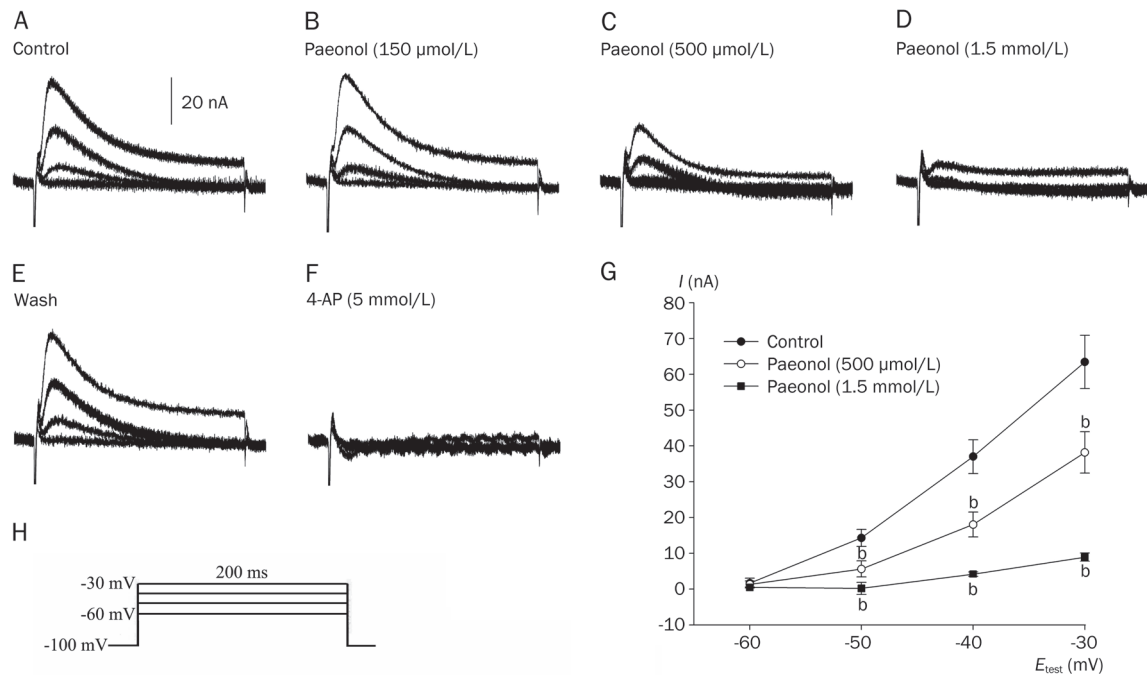 A
Control
20 nA
B
Paeonol (150 µmol/L)
C
Paeonol (500 µmol/L)
D
Paeonol (1.5 mmol/L)
E
Wash
F
4-AP (5 mmol/L)
G
I (nA)
80
70
60
50
40
30
20
10
0
-10
Control
Paeonol (500 µmol/L)
Paeonol (1.5 mmol/L)
b
b
b
b
b
b
-60
-50
-40
-30
Etest (mV)
H
-30 mV
200 ms
-60 mV
-100 mV